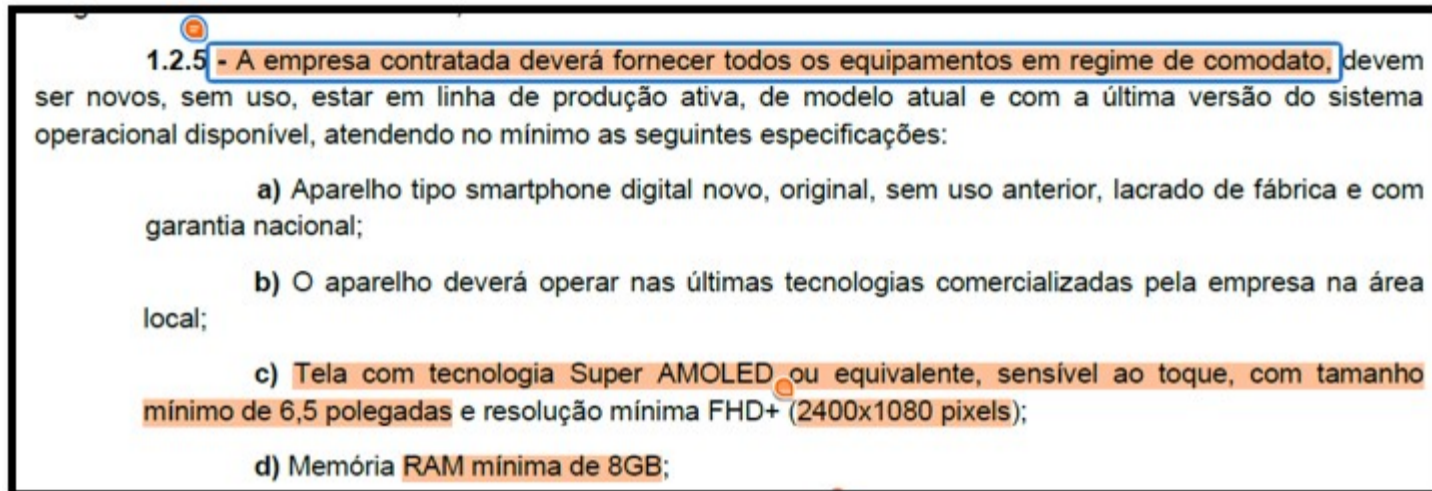 1.2.5 - A empresa contratada deverá fornecer todos os equipamentos em regime de comodato, devem
ser novos, sem uso, estar em linha de produção ativa, de modelo atual e com a última versão do sistema
operacional disponível, atendendo no mínimo as seguintes especificações:
a) Aparelho tipo smartphone digital novo, original, sem uso anterior, lacrado de fábrica e com
garantia nacional;
b) O aparelho deverá operar nas últimas tecnologias comercializadas pela empresa na área
local;
c) Tela com tecnologia Super AMOLED ou equivalente, sensível ao toque, com tamanho
mínimo de 6,5 polegadas e resolução mínima FHD+ (2400x1080 pixels);
d) Memória RAM mínima de 8GB;